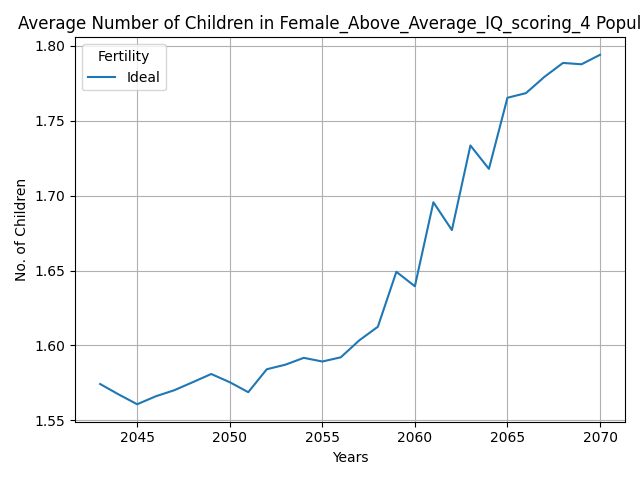 Average Number of Children in Female_Above_Average_IQ_scoring_4 Popul
Fertility
Ideal
1.80
1.75
1.70
1.65
1.60
1.55
No. of Children
2045 2050 2055 2060 2065 2070
Years